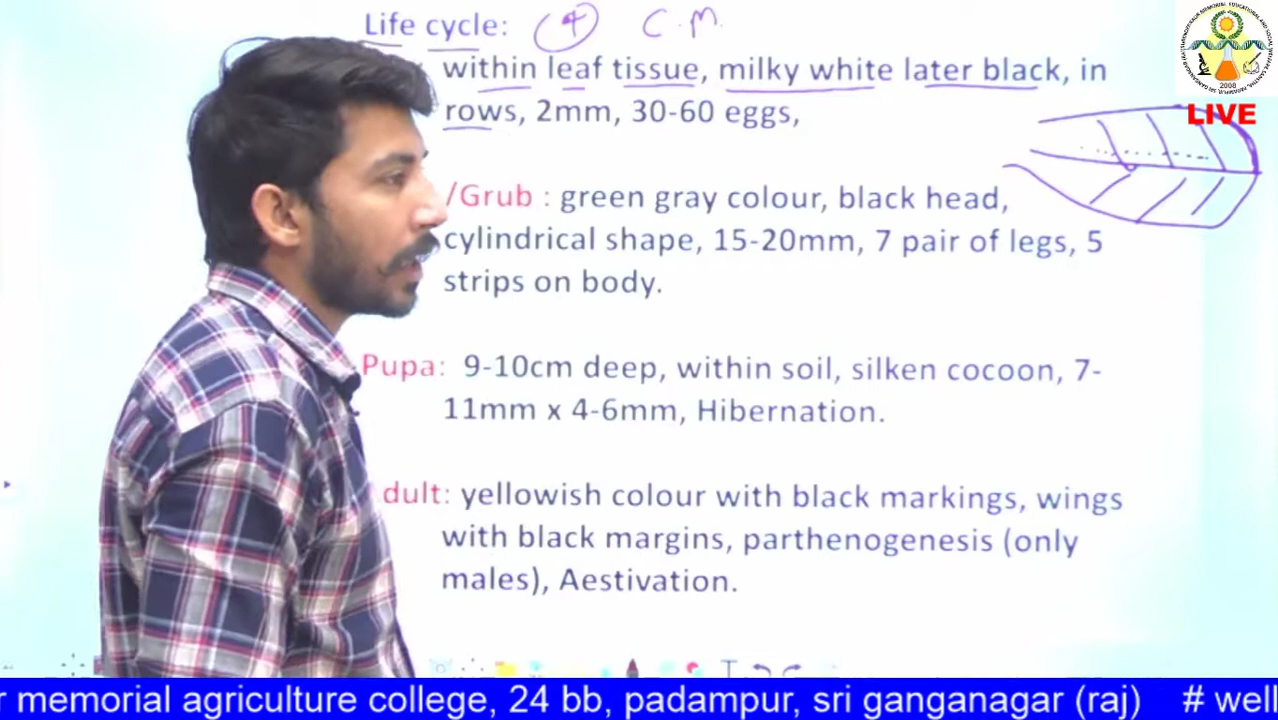 Life cycle: 4 C.M.
within leaf tissue, milky white later black, in
rows, 2mm, 30-60 eggs,
/Grub : green gray colour, black head,
cylindrical shape, 15-20mm, 7 pair of legs, 5
strips on body.
Pupa: 9-10cm deep, within soil, silken cocoon, 7-
11mm x 4-6mm, Hibernation.
dult: yellowish colour with black markings, wings
with black margins, parthenogenesis (only
males), Aestivation.
2008
LIVE
r memorial agriculture college, 24 bb, padampur, sri ganganagar (raj) # well